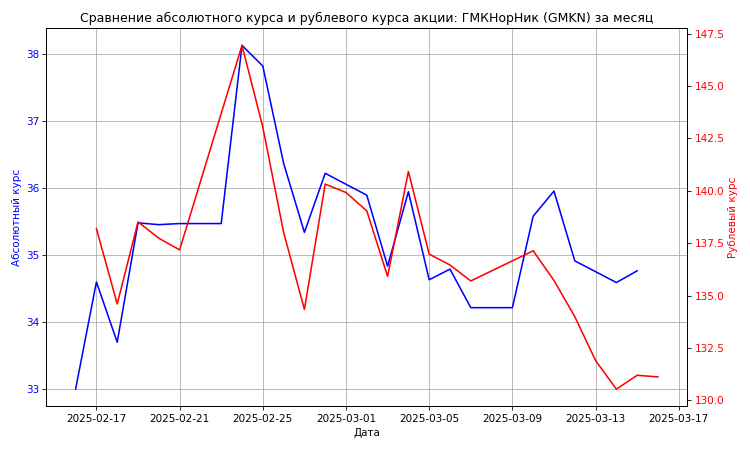 Сравнение абсолютного курса и рублевого курса акции: ГМКНорНик (GMKN) за месяц
38
37
36
35
34
33
Абсолютный курс
147.5
145.0
142.5
140.0
137.5
135.0
132.5
130.0
Рублевый курс
2025-02-17 2025-02-21 2025-02-25 2025-03-01 2025-03-05 2025-03-09 2025-03-13 2025-03-17
Дата